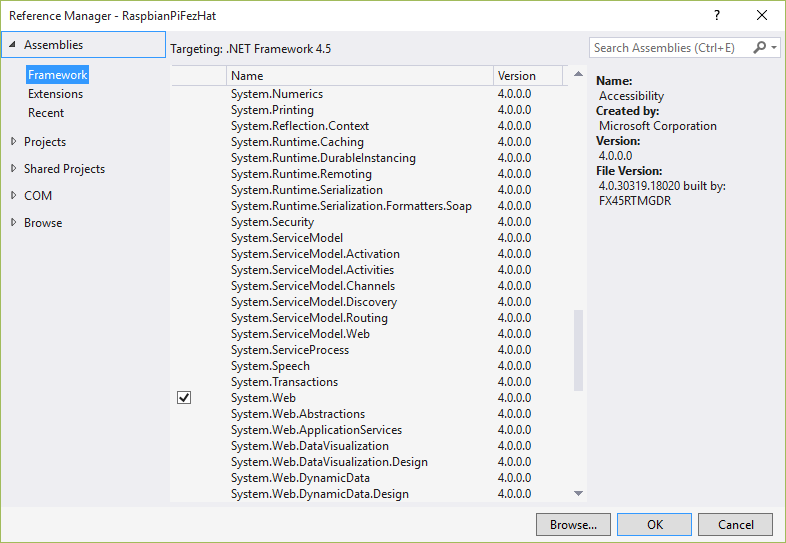 Reference Manager - RaspbianPiFezHat
Assemblies
Framework
Extensions
Recent
Projects
Shared Projects
COM
Browse
Targeting: .NET Framework 4.5
Name Version
System.Numerics 4.0.0.0
System.Printing 4.0.0.0
System.Reflection.Context 4.0.0.0
System.Runtime.Caching 4.0.0.0
System.Runtime.DurableInstancing 4.0.0.0
System.Runtime.Remoting 4.0.0.0
System.Runtime.Serialization 4.0.0.0
System.Runtime.Serialization.Formatters.Soap 4.0.0.0
System.Security 4.0.0.0
System.ServiceModel 4.0.0.0
System.ServiceModel.Activation 4.0.0.0
System.ServiceModel.Activities 4.0.0.0
System.ServiceModel.Channels 4.0.0.0
System.ServiceModel.Discovery 4.0.0.0
System.ServiceModel.Routing 4.0.0.0
System.ServiceModel.Web 4.0.0.0
System.ServiceProcess 4.0.0.0
System.Speech 4.0.0.0
System.Transactions 4.0.0.0
System.Web 4.0.0.0
System.Web.Abstractions 4.0.0.0
System.Web.ApplicationServices 4.0.0.0
System.Web.DataVisualization 4.0.0.0
System.Web.DataVisualization.Design 4.0.0.0
System.Web.DynamicData 4.0.0.0
System.Web.DynamicData.Design 4.0.0.0
Search Assemblies (Ctrl+E)
Name:
Accessibility
Created by:
Microsoft Corporation
Version:
4.0.0.0
File Version:
4.0.30319.18020 built by:
FX45RTMGDR
Browse... OK Cancel